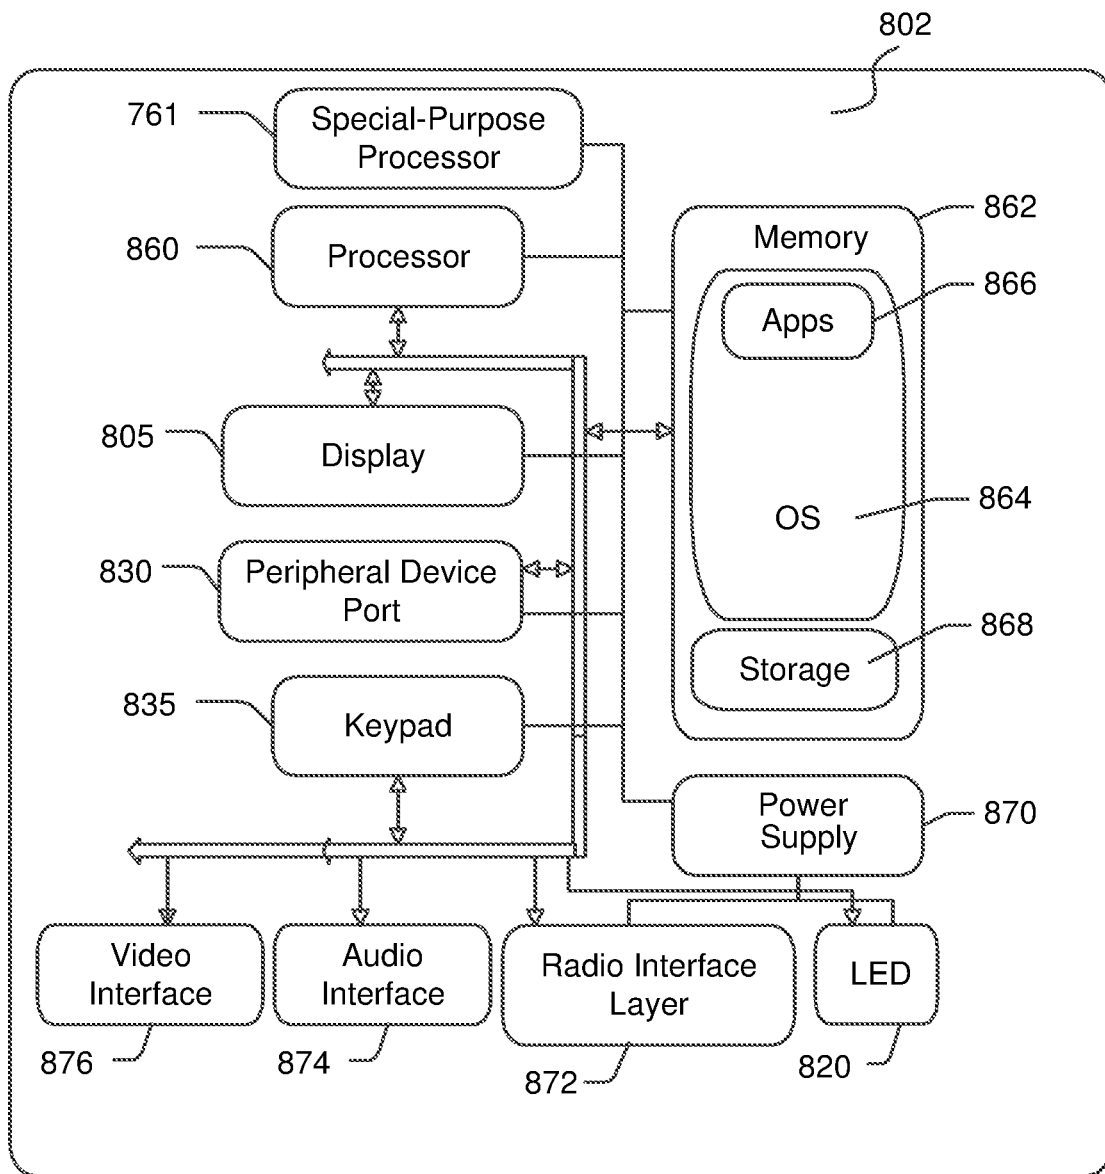 802
761
Special-Purpose
Processor
860
Processor
862
Memory
866
Apps
805
Display
864
OS
830
Peripheral Device
Port
868
Storage
835
Keypad
870
Power
Supply
Video
Interface
Audio
Interface
Radio Interface
Layer
LED
876
874
872
820